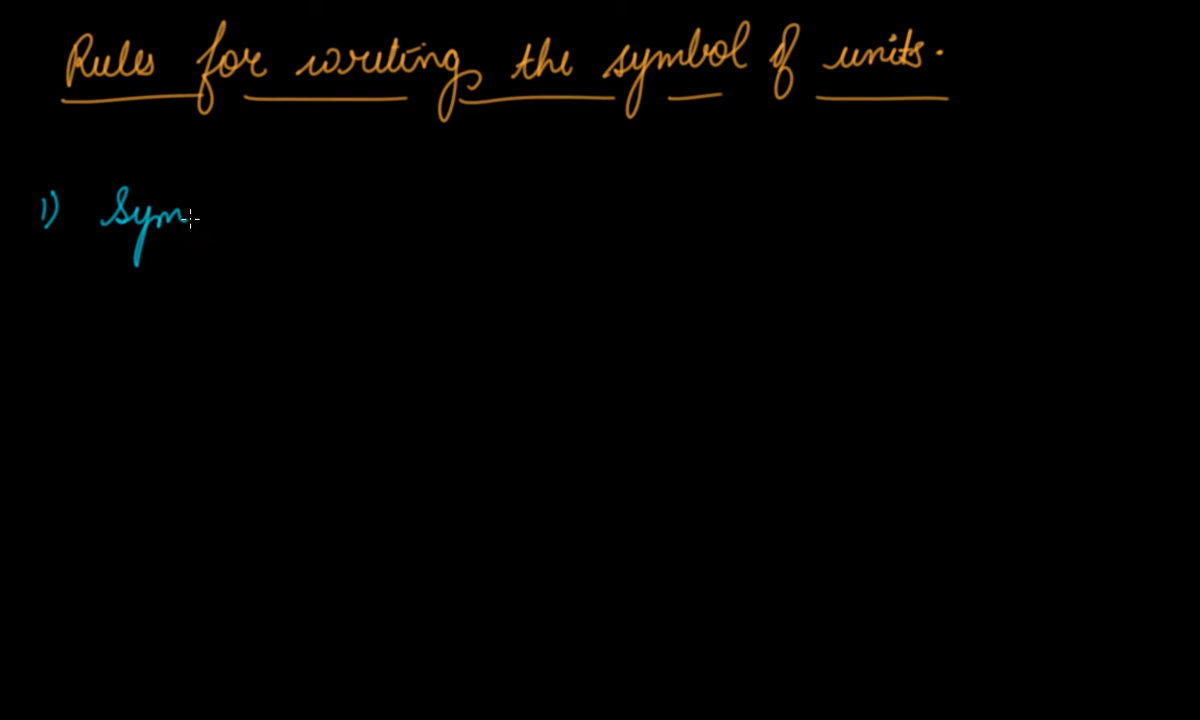 Rules for writing the symbol of units.
1) Sym